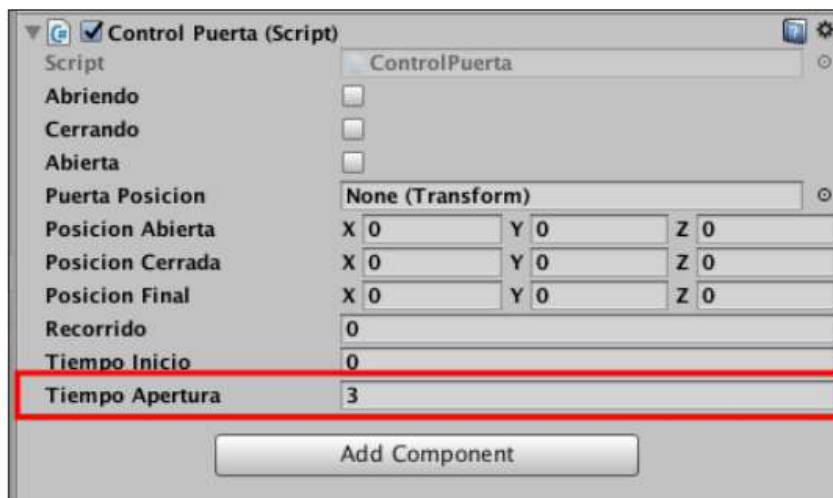 Control Puerta (Script)
Script ControlPuerta
Abriendo
Cerrando
Abierta
Puerta Posicion None (Transform)
Posicion Abierta X 0 Y 0 Z 0
Posicion Cerrada X 0 Y 0 Z 0
Posicion Final X 0 Y 0 Z 0
Recorrido 0
Tiempo Inicio 0
Tiempo Apertura 3
Add Component